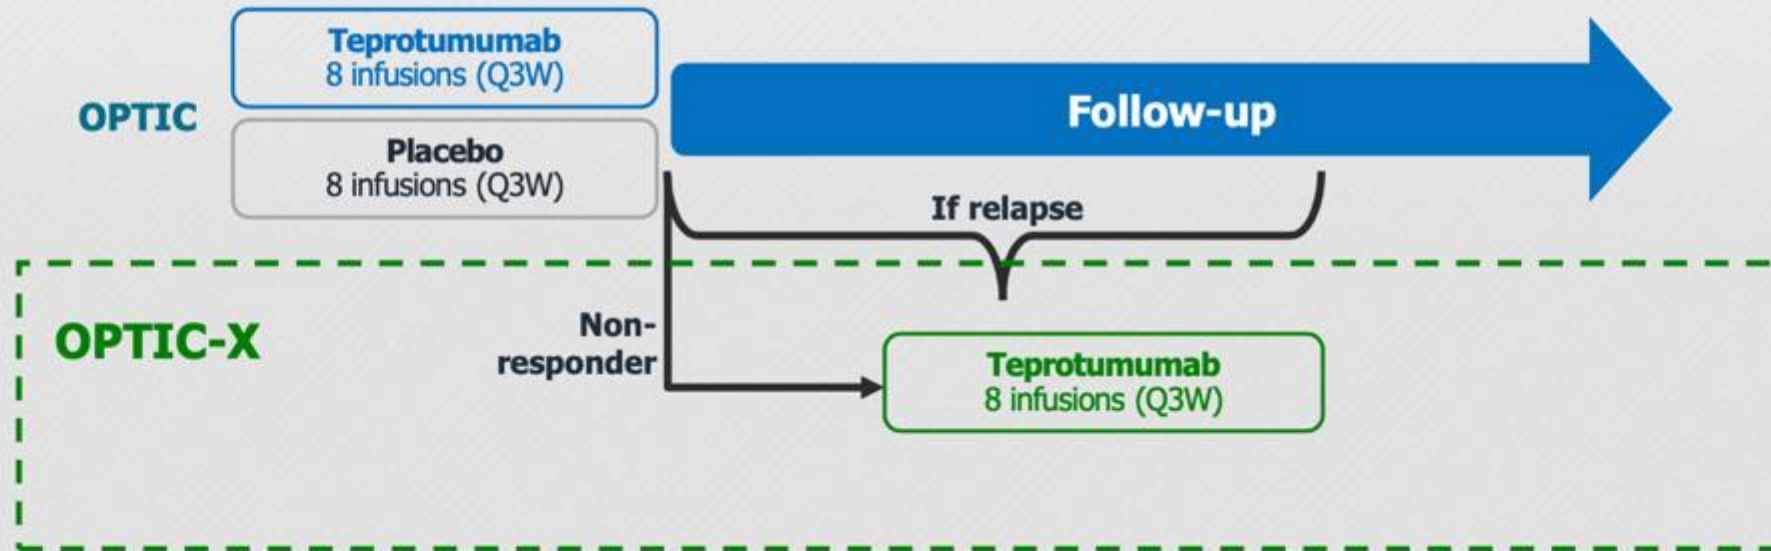 Teprotumumab
8 infusions (Q3W)
OPTIC
Placebo
8 infusions (Q3W)
Follow-up
If relapse
OPTIC-X
Non-
responder
Teprotumumab
8 infusions (Q3W)